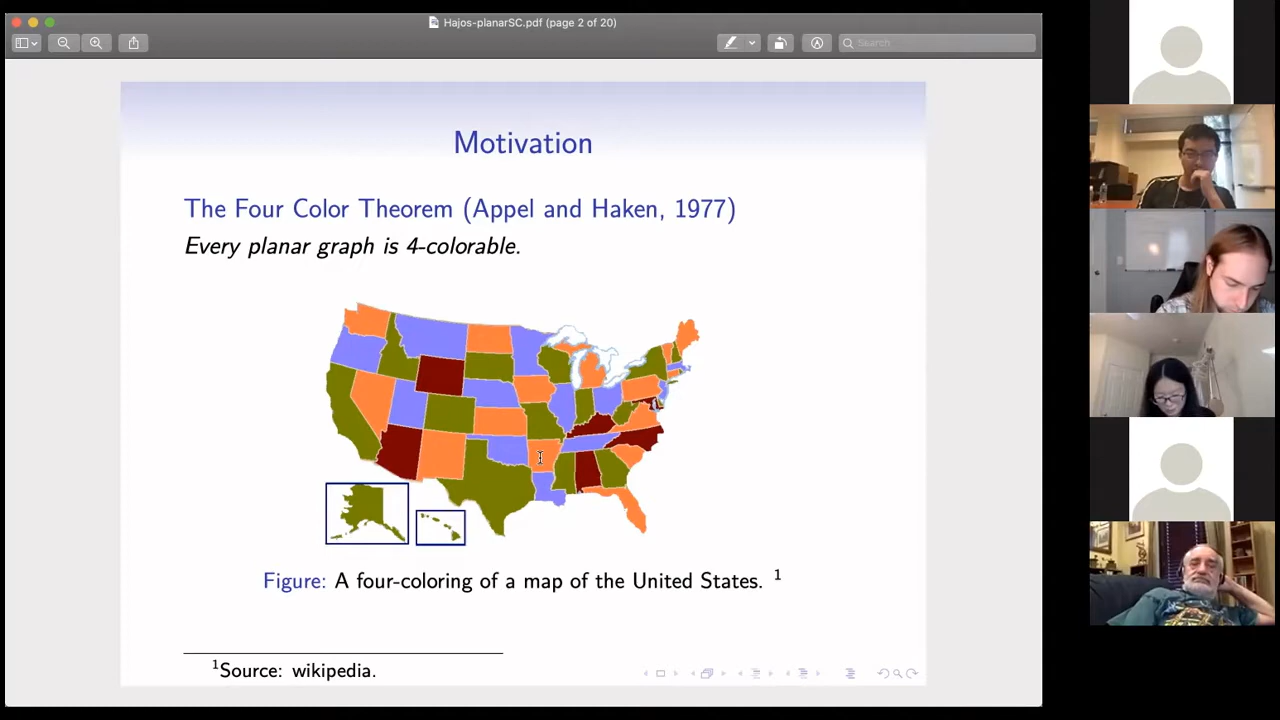 Hajos-planarSC.pdf (page 2 of 20)
Search
Motivation
The Four Color Theorem (Appel and Haken, 1977)
Every planar graph is 4-colorable.
Figure: A four-coloring of a map of the United States. 1
1Source: wikipedia.